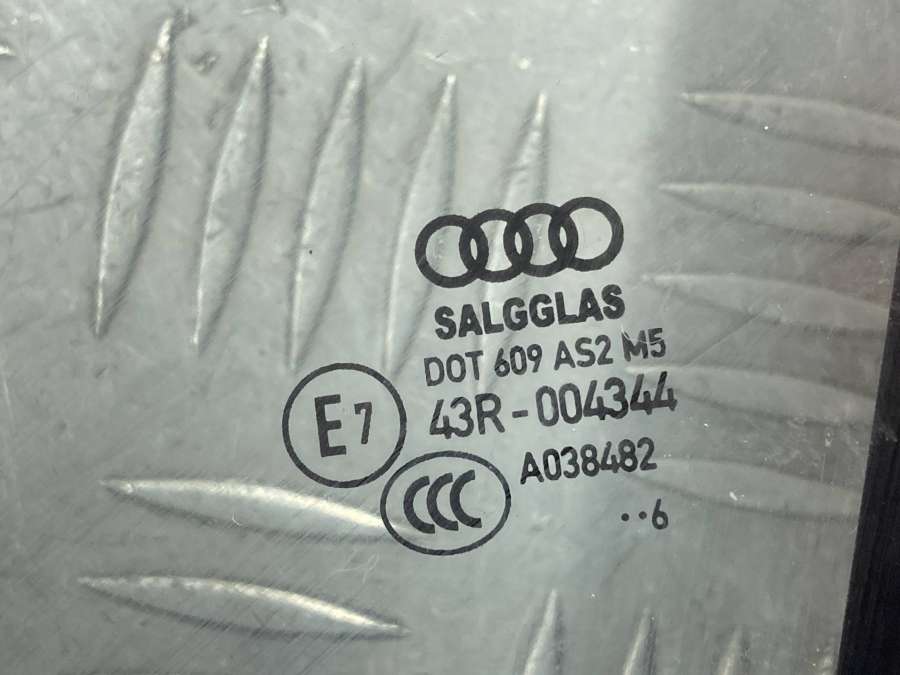 SALGGLAS
DOT 609 AS2 M5
E7 43R-004344
CCC A038482
··6